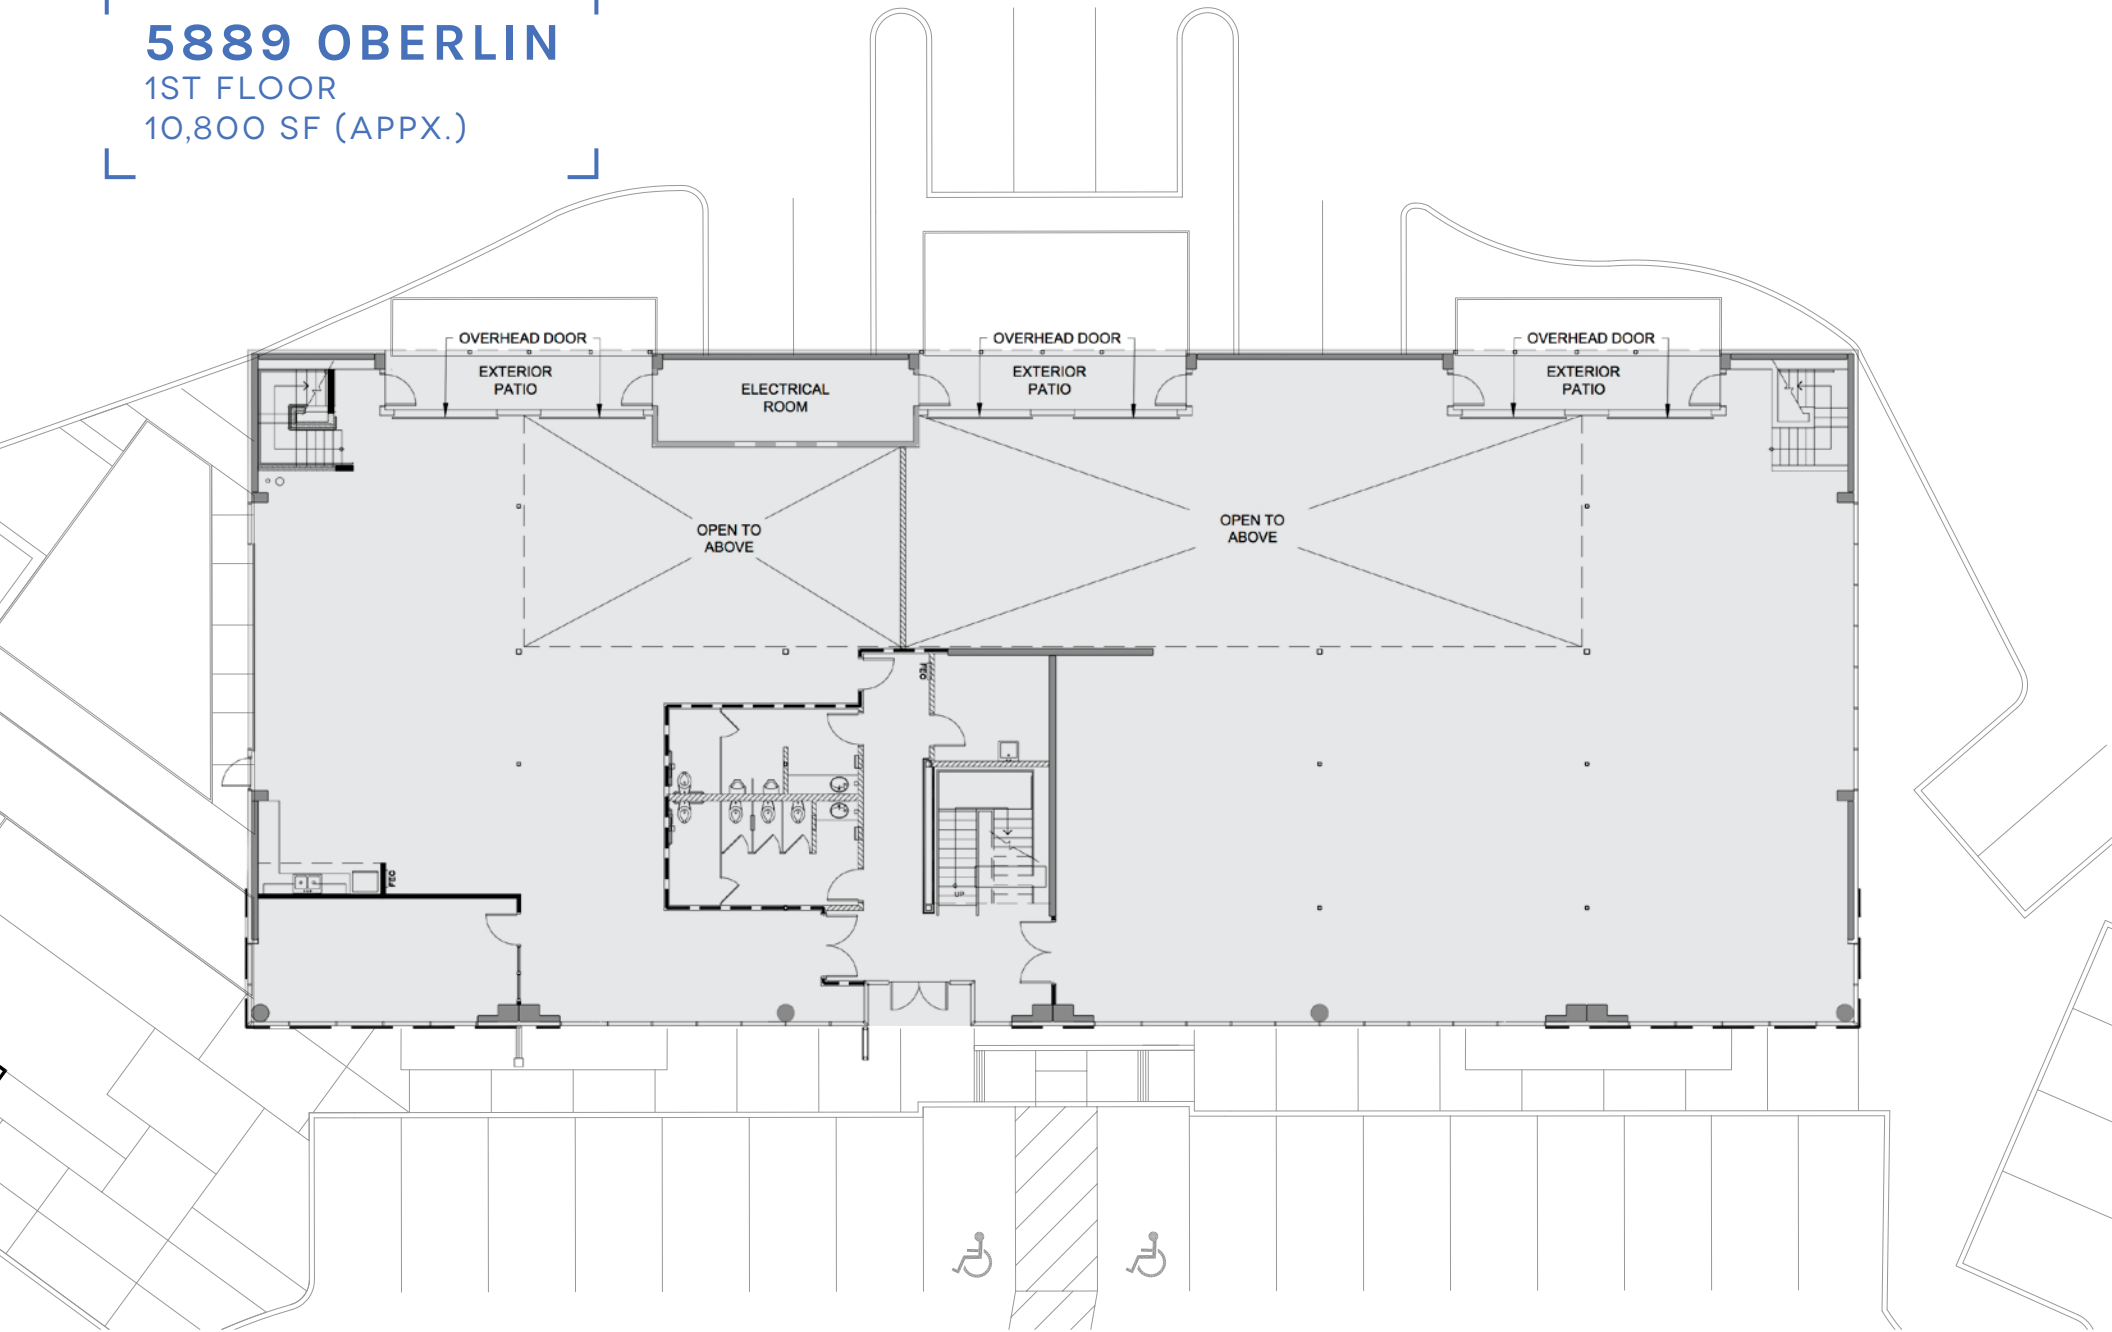 5889 OBERLIN
1ST FLOOR
10,800 SF (APPX.)
OVERHEAD DOOR
OVERHEAD DOOR
OVERHEAD DOOR
EXTERIOR
PATIO
ELECTRICAL
ROOM
EXTERIOR
PATIO
EXTERIOR
PATIO
OPEN TO
ABOVE
OPEN TO
ABOVE
FEC
FEC
UP